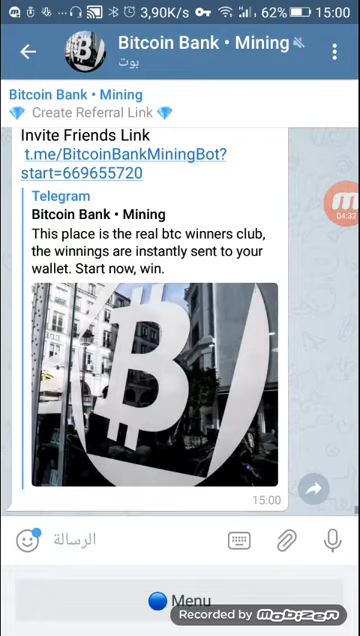 3,90K/s 62% 15:00
Bitcoin Bank • Mining
بوت
Bitcoin Bank • Mining
💎 Create Referral Link 💎
Invite Friends Link
t.me/BitcoinBankMiningBot?
start=669655720
Telegram
Bitcoin Bank • Mining
This place is the real btc winners club,
the winnings are instantly sent to your
wallet. Start now, win.
04:32
15:00
الرسالة
🔵 Menu
Recorded by mobizen